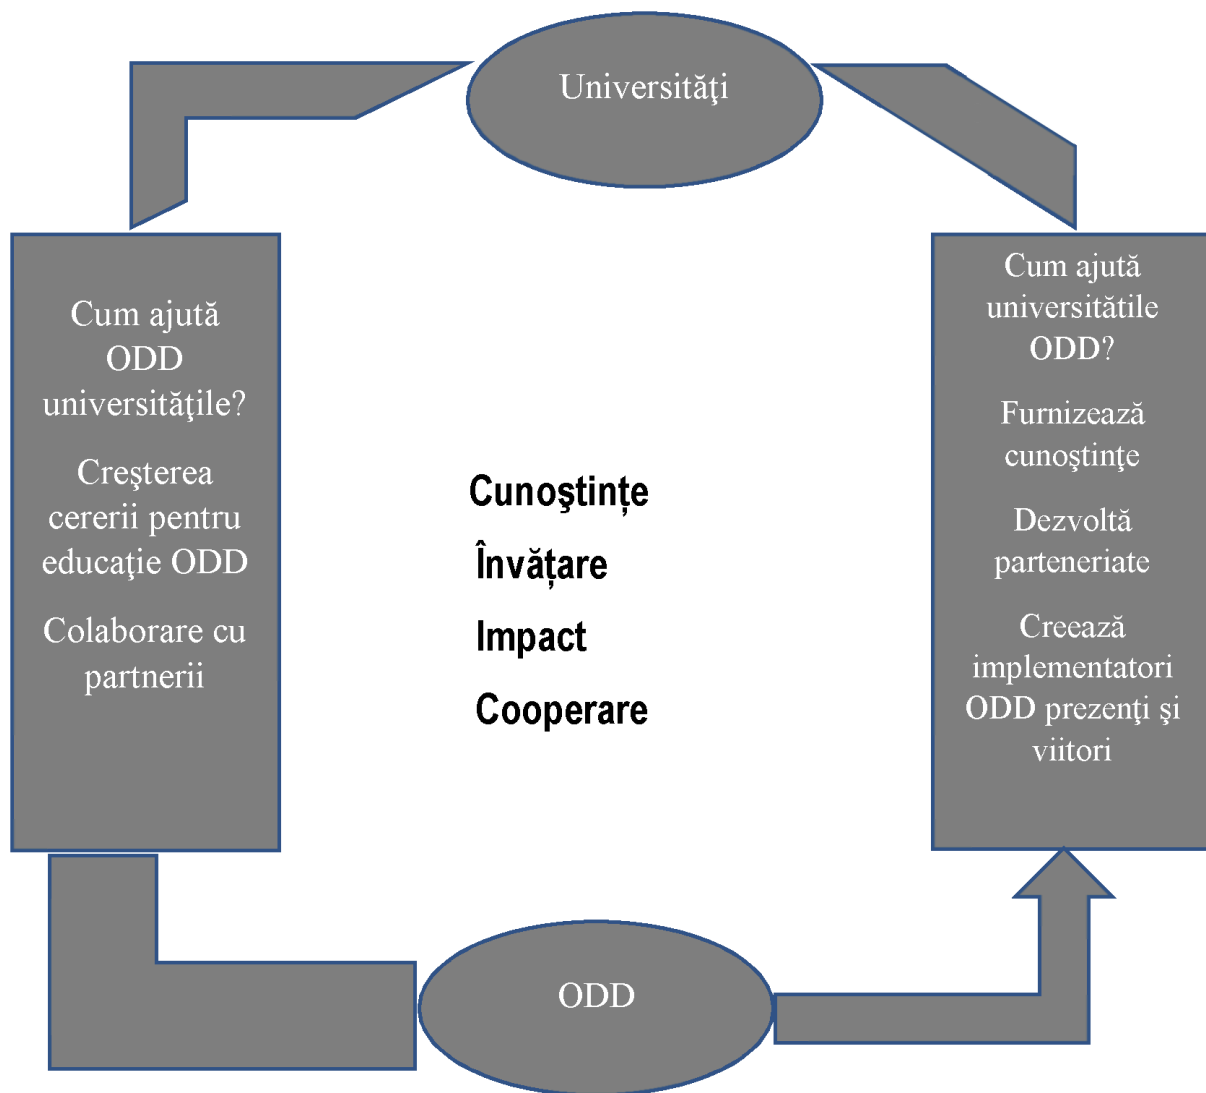 Universităţi
Cum ajută
ODD
universităţile?
Creşterea
cererii pentru
educaţie ODD
Colaborare cu
partnerii
Cunoştințe
Învățare
Impact
Cooperare
Cum ajută
universitătile
ODD?
Furnizează
cunoştinţe
Dezvoltă
parteneriate
Creează
implementatori
ODD prezenţi şi
viitori
ODD